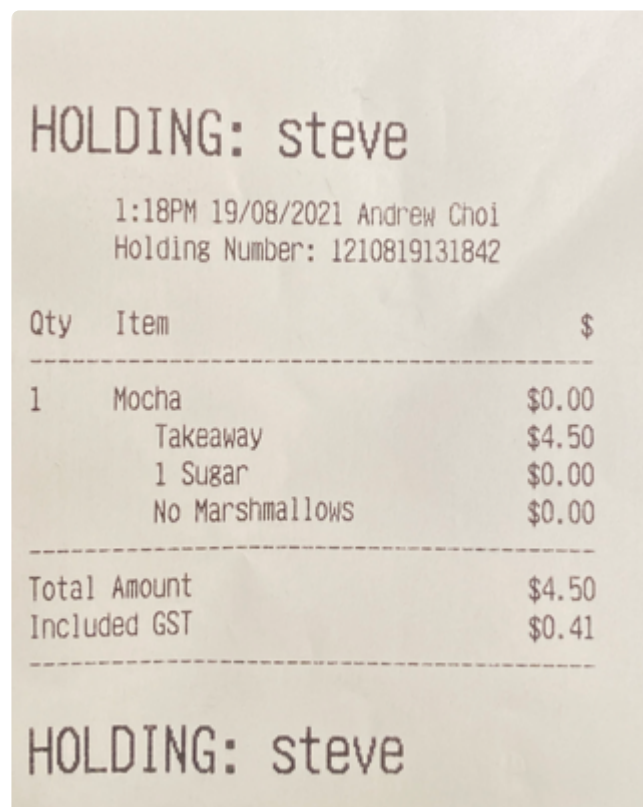 HOLDING: steve
1:18PM 19/08/2021 Andrew Choi
Holding Number: 1210819131842
Qty Item $
1 Mocha $0.00
Takeaway $4.50
1 Sugar $0.00
No Marshmallows $0.00
Total Amount $4.50
Included GST $0.41
HOLDING: steve